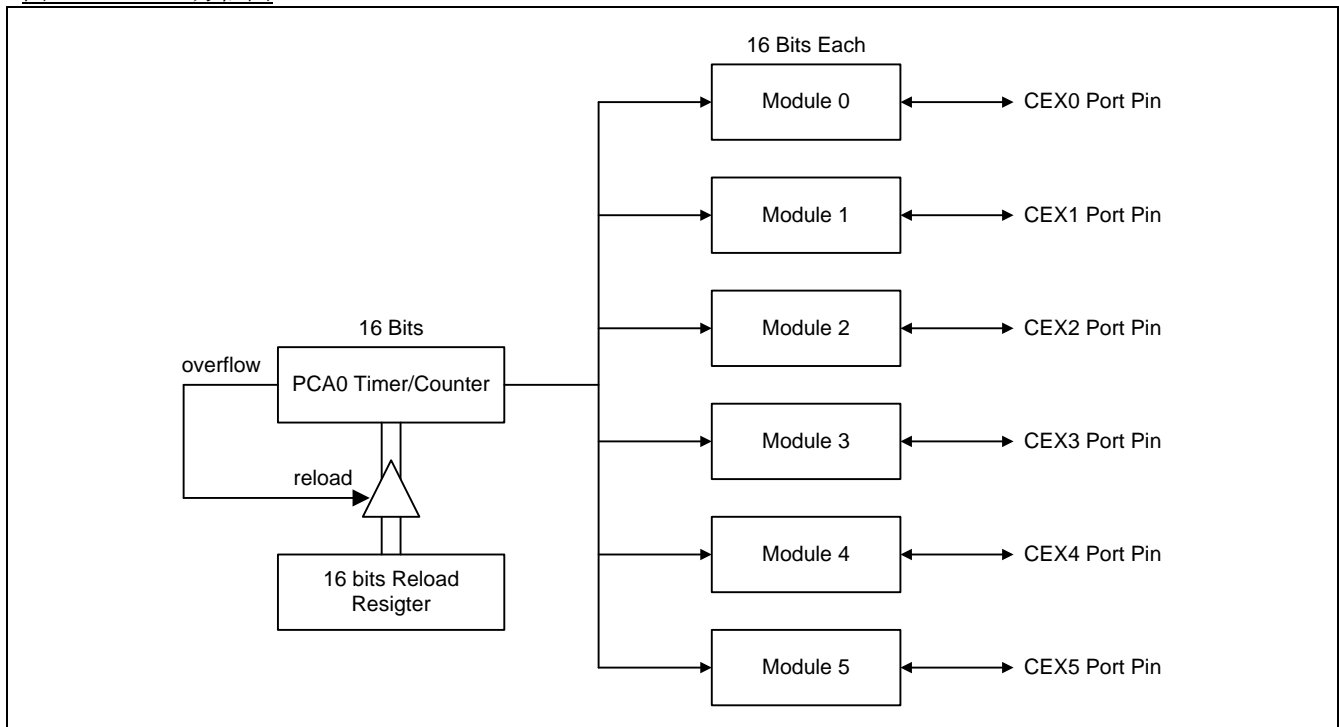 16 Bits Each
Module 0
CEX0 Port Pin
Module 1
CEX1 Port Pin
Module 2
CEX2 Port Pin
16 Bits
overflow
PCA0 Timer/Counter
Module 3
CEX3 Port Pin
reload
Module 4
CEX4 Port Pin
16 bits Reload
Resigter
Module 5
CEX5 Port Pin